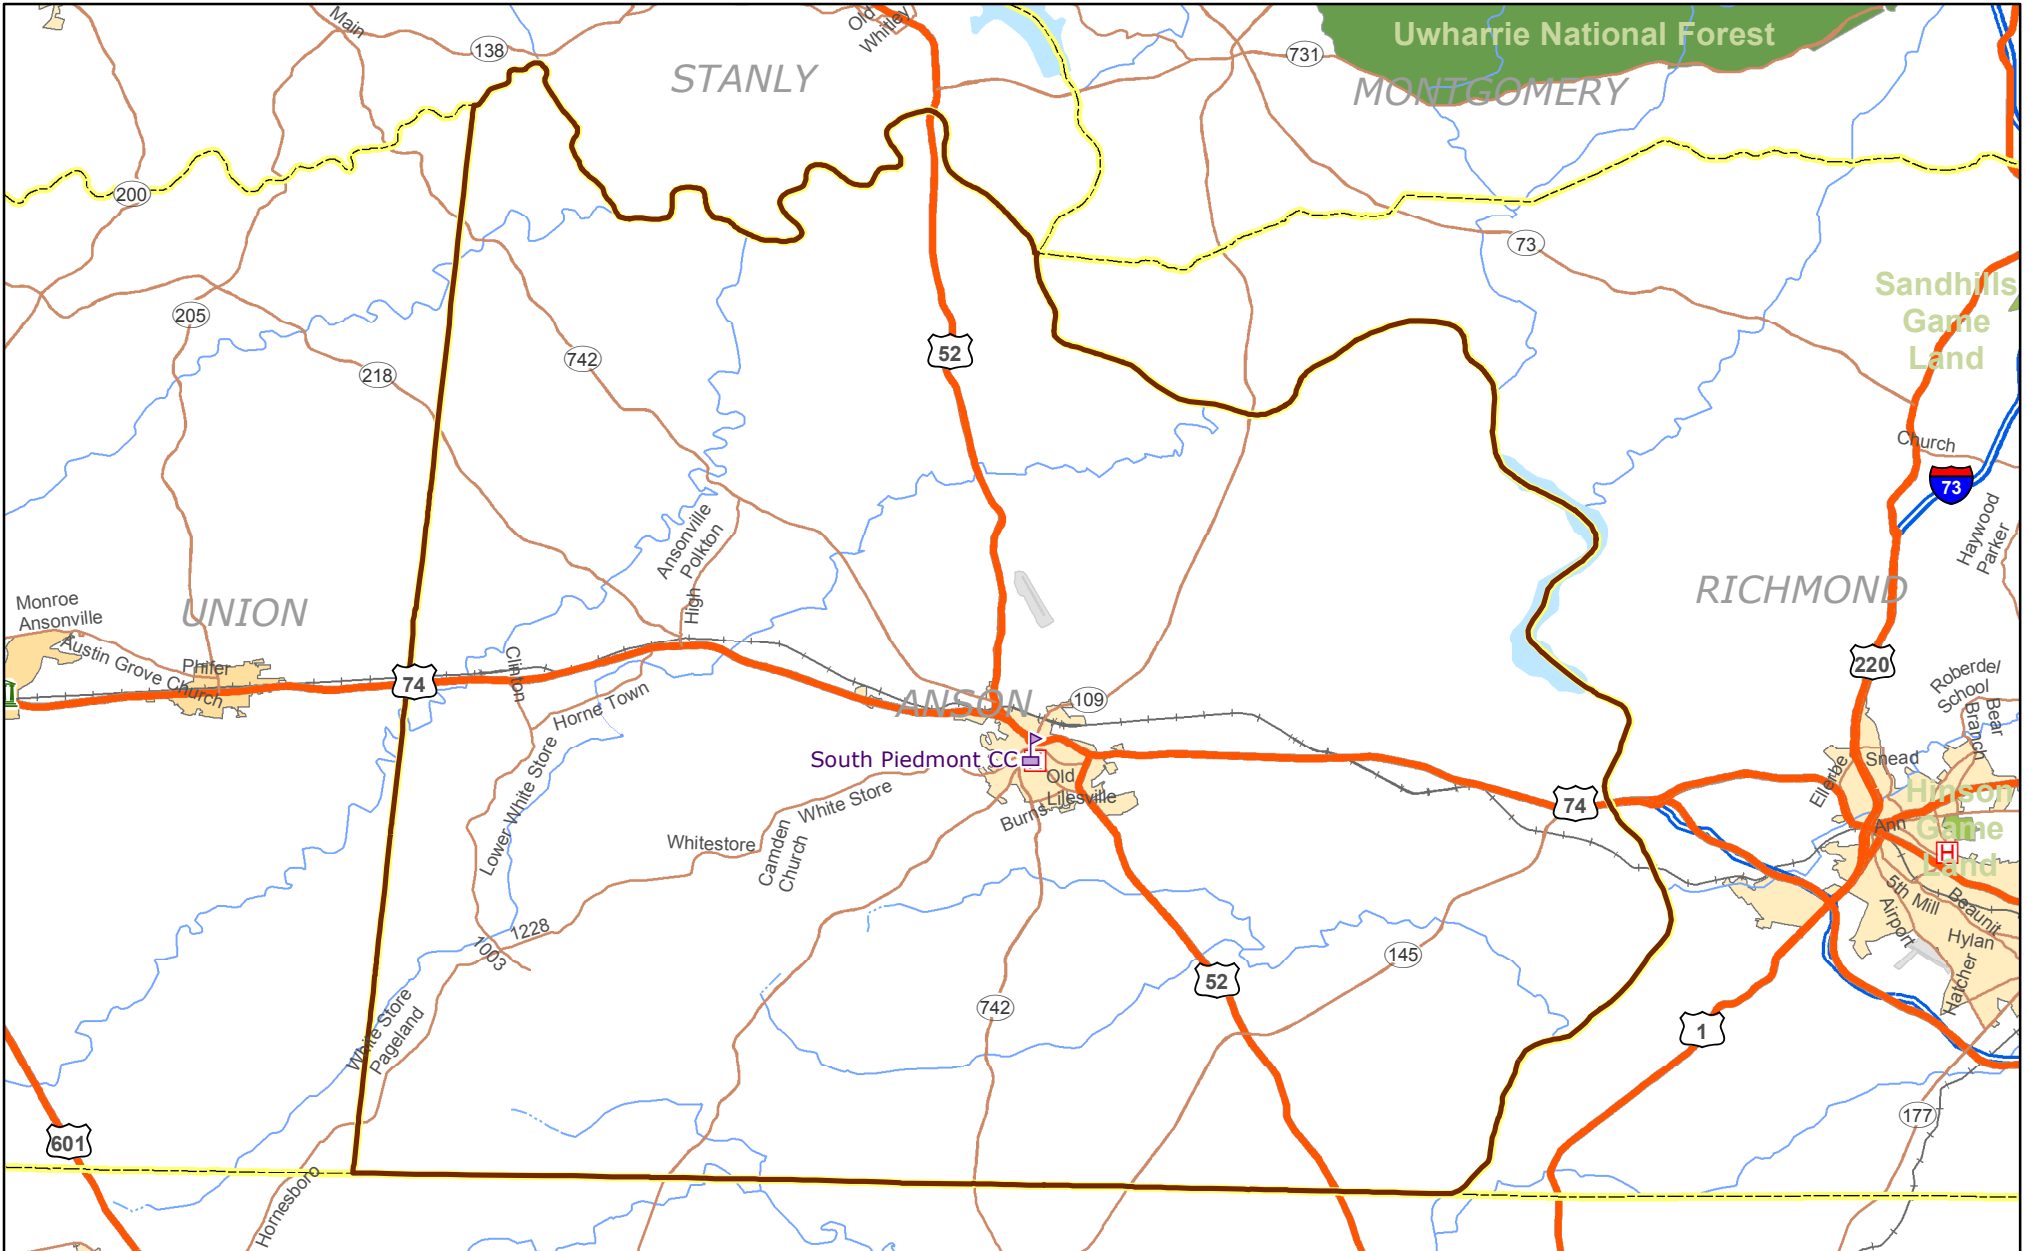 Main
138
Old
Whitley
STANLY
731
Uwharrie National Forest
MONTGOMERY
200
73
Sandhills
Game
Land
205
218
742
52
Church
73
Haywood
Parker
Ansonville
Polkton
High
Monroe
Ansonville
UNION
RICHMOND
Austin Grove Church
Phifer
74
Clinton
Horne Town
ANSON
109
220
Roberdel
School
Bear
Branch
South Piedmont CC
Old
Lilesville
Burns
Snead
Ellerbe
Hinson
Game
Land
Ann
H
74
Lower White Store
White Store
Whitestore
Camden
Church
5th Mill
Beaunit
Airport
Hylan
Hatcher
1228
1003
145
52
742
1
White Store
Pageland
177
601
Hornesboro